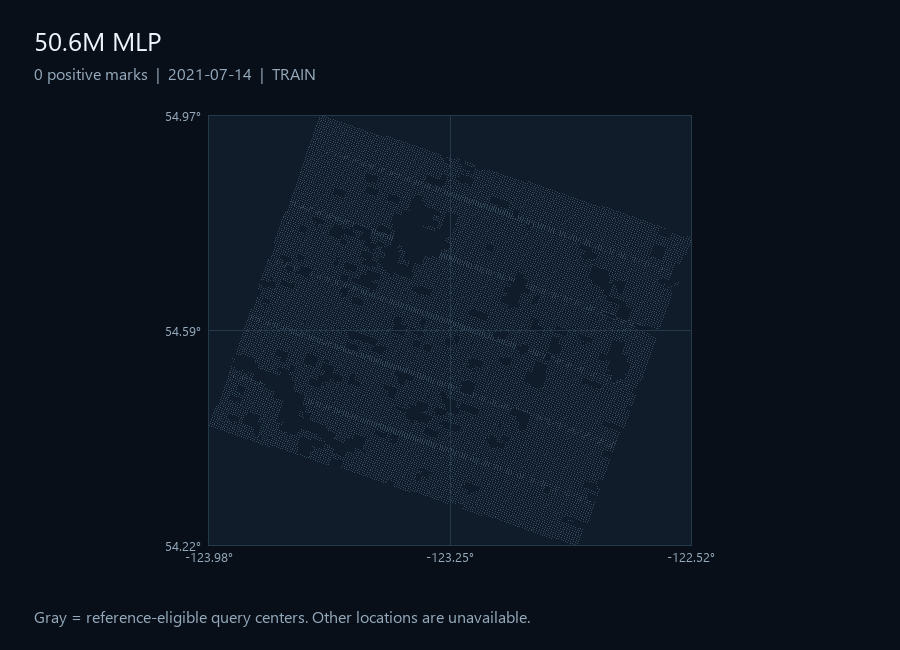 50.6M MLP
0 positive marks | 2021-07-14 | TRAIN
54.97°
54.59°
54.22°
-123.98° -123.25° -122.52°
Gray = reference-eligible query centers. Other locations are unavailable.